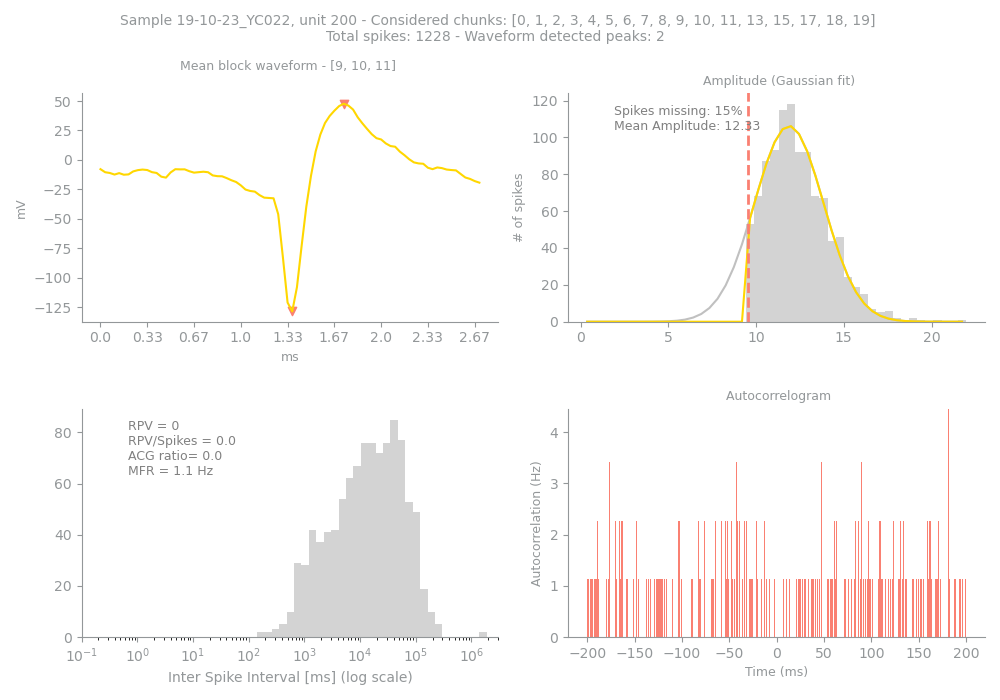 Sample 19-10-23_YC022, unit 200 - Considered chunks: [0, 1, 2, 3, 4, 5, 6, 7, 8, 9, 10, 11, 13, 15, 17, 18, 19]
Total spikes: 1228 - Waveform detected peaks: 2
Mean block waveform - [9, 10, 11]
50
25
0
−25
−50
−75
−100
−125
mV
0.0 0.33 0.67 1.0 1.33 1.67 2.0 2.33 2.67
ms
Amplitude (Gaussian fit)
Spikes missing: 15%
Mean Amplitude: 12.33
120
100
80
60
40
20
0
# of spikes
0 5 10 15 20
RPV = 0
RPV/Spikes = 0.0
ACG ratio= 0.0
MFR = 1.1 Hz
80
60
40
20
0
10⁻¹ 10⁰ 10¹ 10² 10³ 10⁴ 10⁵ 10⁶
Inter Spike Interval [ms] (log scale)
Autocorrelogram
4
3
2
1
0
Autocorrelation (Hz)
−200 −150 −100 −50 0 50 100 150 200
Time (ms)